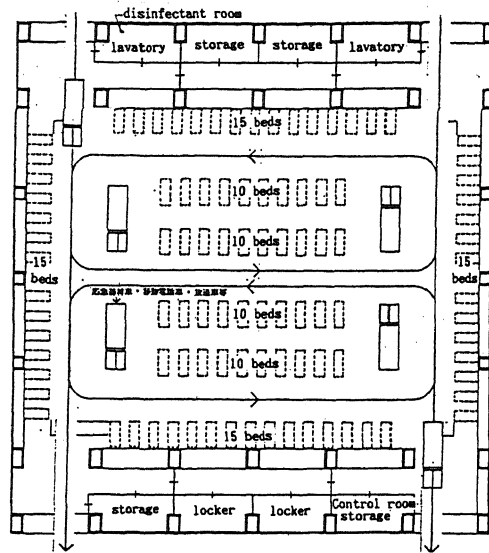 disinfectant room
lavatory
storage
storage
lavatory
15 beds
10 beds
10 beds
15
beds
15
beds
10 beds
10 beds
15 beds
storage
locker
locker
Control room
storage